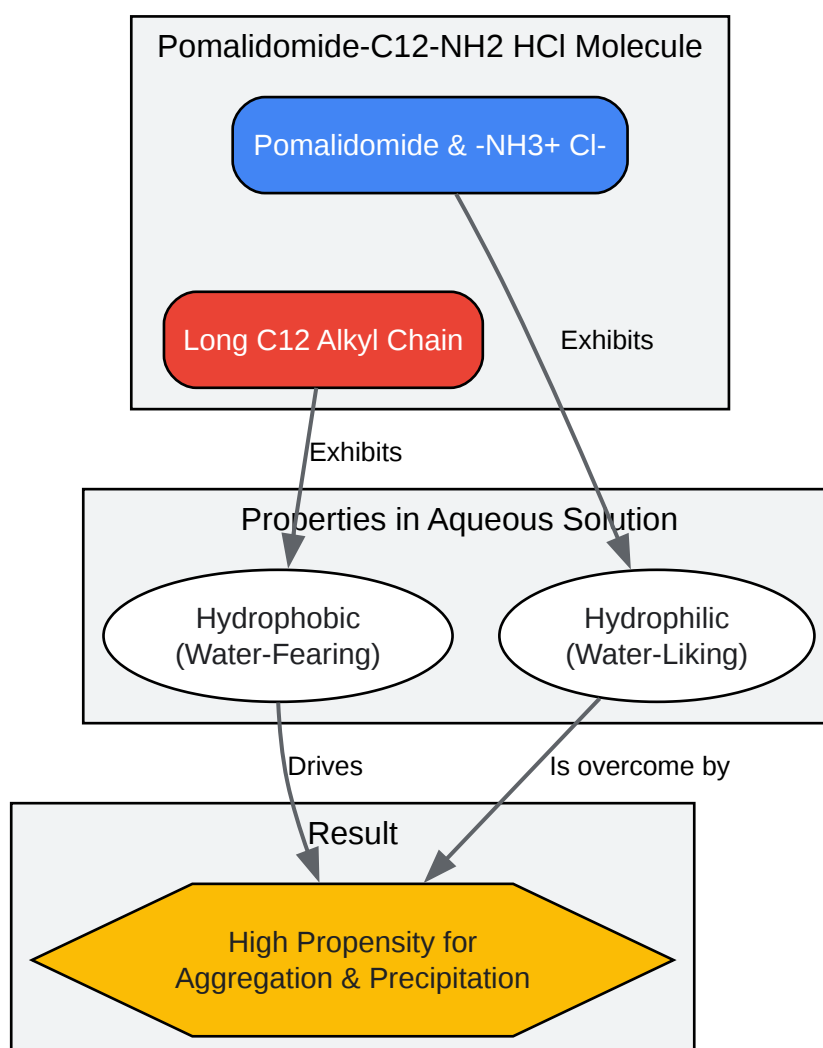 Pomalidomide-C12-NH2 HCl Molecule
Pomalidomide & -NH3+ Cl-
Long C12 Alkyl Chain
Exhibits
Exhibits
Properties in Aqueous Solution
Hydrophobic
(Water-Fearing)
Hydrophilic
(Water-Liking)
Drives
Is overcome by
Result
High Propensity for
Aggregation & Precipitation